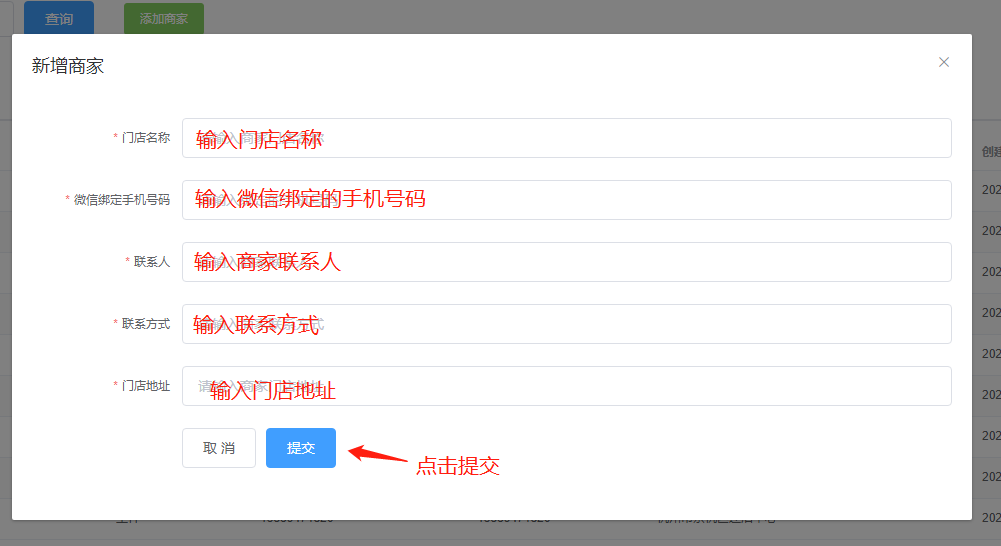 查询 添加商家
新增商家
* 门店名称 输入门店名称
* 微信绑定手机号码 输入微信绑定的手机号码
* 联系人 输入商家联系人
* 联系方式 输入联系方式
* 门店地址 输入门店地址
取 消 提交
点击提交
创建
202
202
202
202
202
202
202
202
202